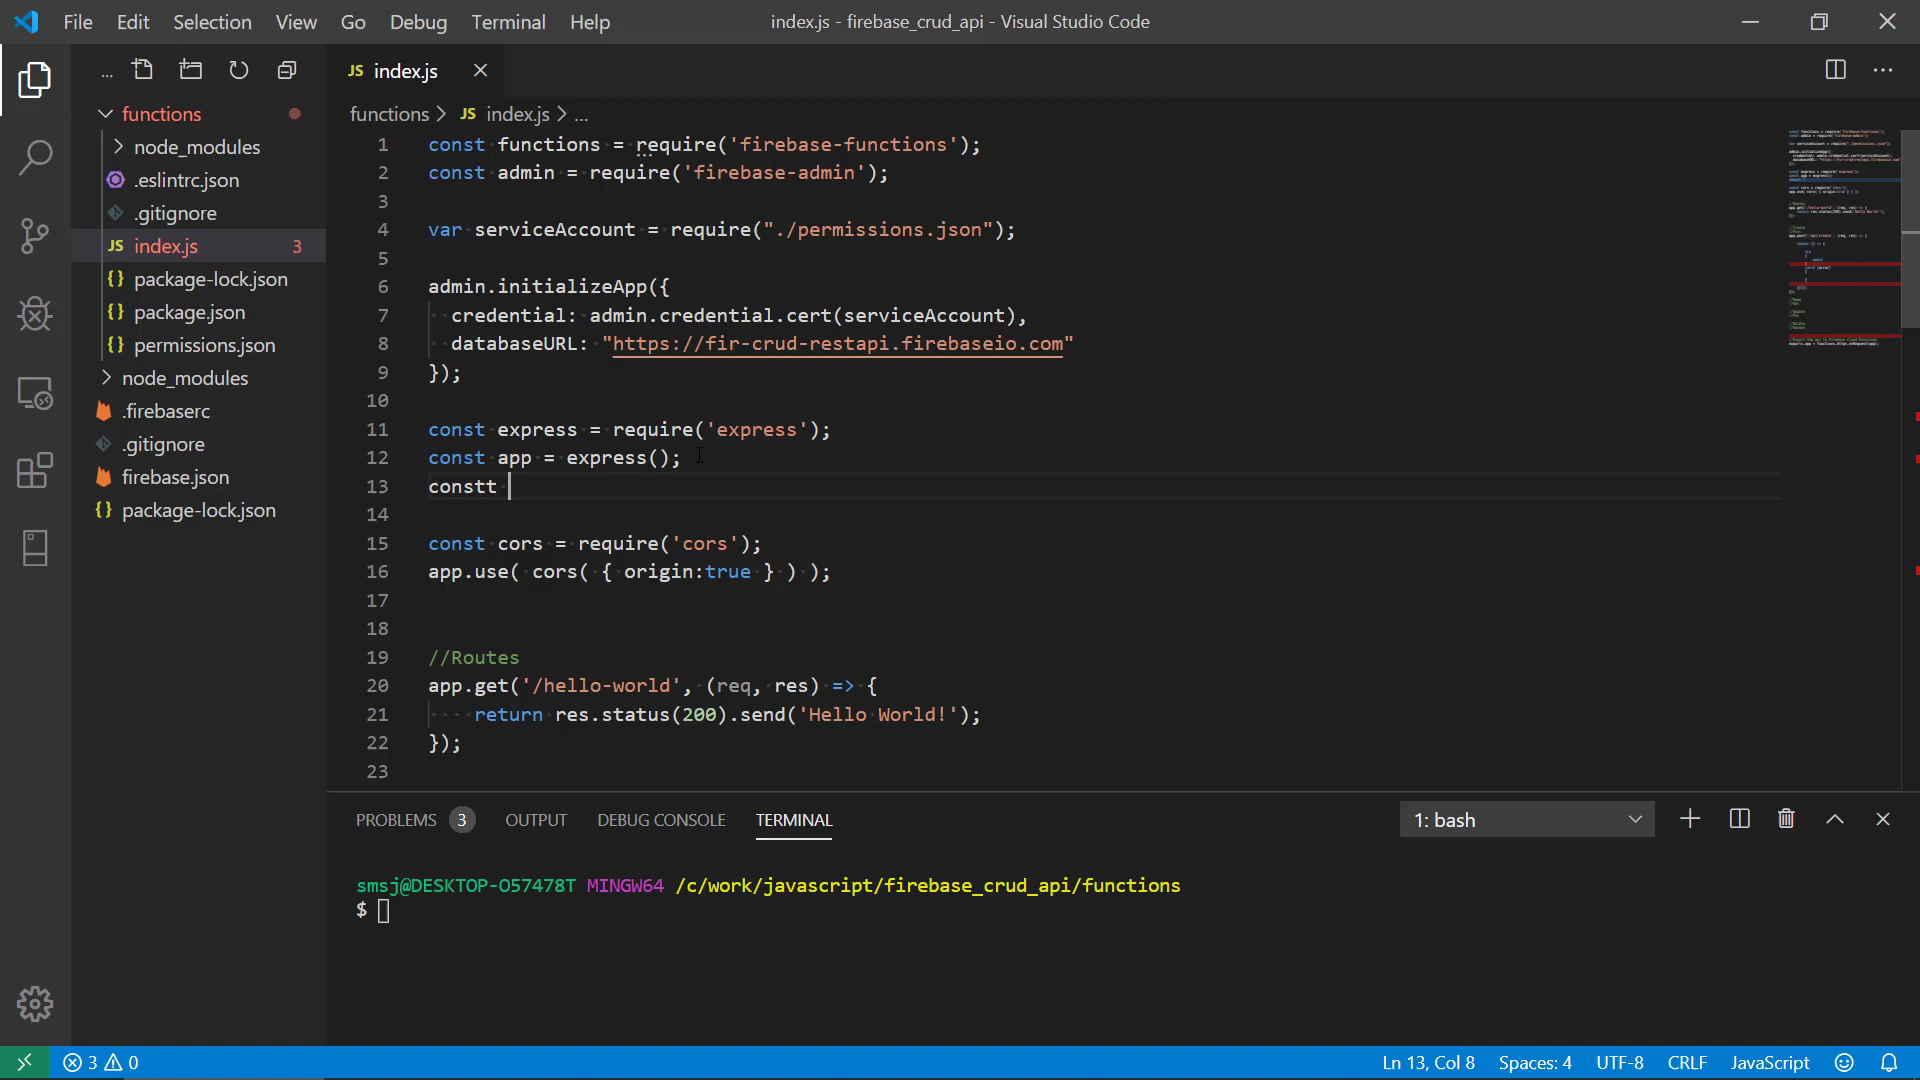 File Edit Selection View Go Debug Terminal Help
index.js - firebase_crud_api - Visual Studio Code
...
functions
node_modules
.eslintrc.json
.gitignore
JS index.js 3
{} package-lock.json
{} package.json
{} permissions.json
node_modules
.firebaserc
.gitignore
firebase.json
{} package-lock.json
JS index.js
functions > JS index.js > ...
1 const functions = require('firebase-functions');
2 const admin = require('firebase-admin');
3
4 var serviceAccount = require("./permissions.json");
5
6 admin.initializeApp({
7 credential: admin.credential.cert(serviceAccount),
8 databaseURL: "https://fir-crud-restapi.firebaseio.com"
9 });
10
11 const express = require('express');
12 const app = express();
13 constt
14
15 const cors = require('cors');
16 app.use( cors( { origin:true } ) );
17
18
19 //Routes
20 app.get('/hello-world', (req, res) => {
21 return res.status(200).send('Hello World!');
22 });
23
PROBLEMS 3 OUTPUT DEBUG CONSOLE TERMINAL
1: bash
smsj@DESKTOP-O57478T MINGW64 /c/work/javascript/firebase_crud_api/functions
$
3 0
Ln 13, Col 8 Spaces: 4 UTF-8 CRLF JavaScript